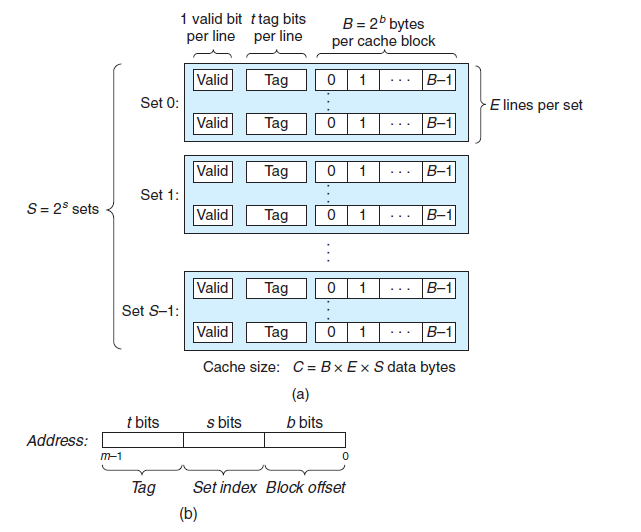 1 valid bit per line t tag bits per line B = 2^b bytes per cache block
Set 0: Valid Tag 0 1 · · · B–1
Valid Tag 0 1 · · · B–1
E lines per set
Set 1: Valid Tag 0 1 · · · B–1
Valid Tag 0 1 · · · B–1
S = 2^s sets
Set S–1: Valid Tag 0 1 · · · B–1
Valid Tag 0 1 · · · B–1
Cache size: C = B × E × S data bytes
(a)
t bits s bits b bits
Address:
m–1 0
Tag Set index Block offset
(b)